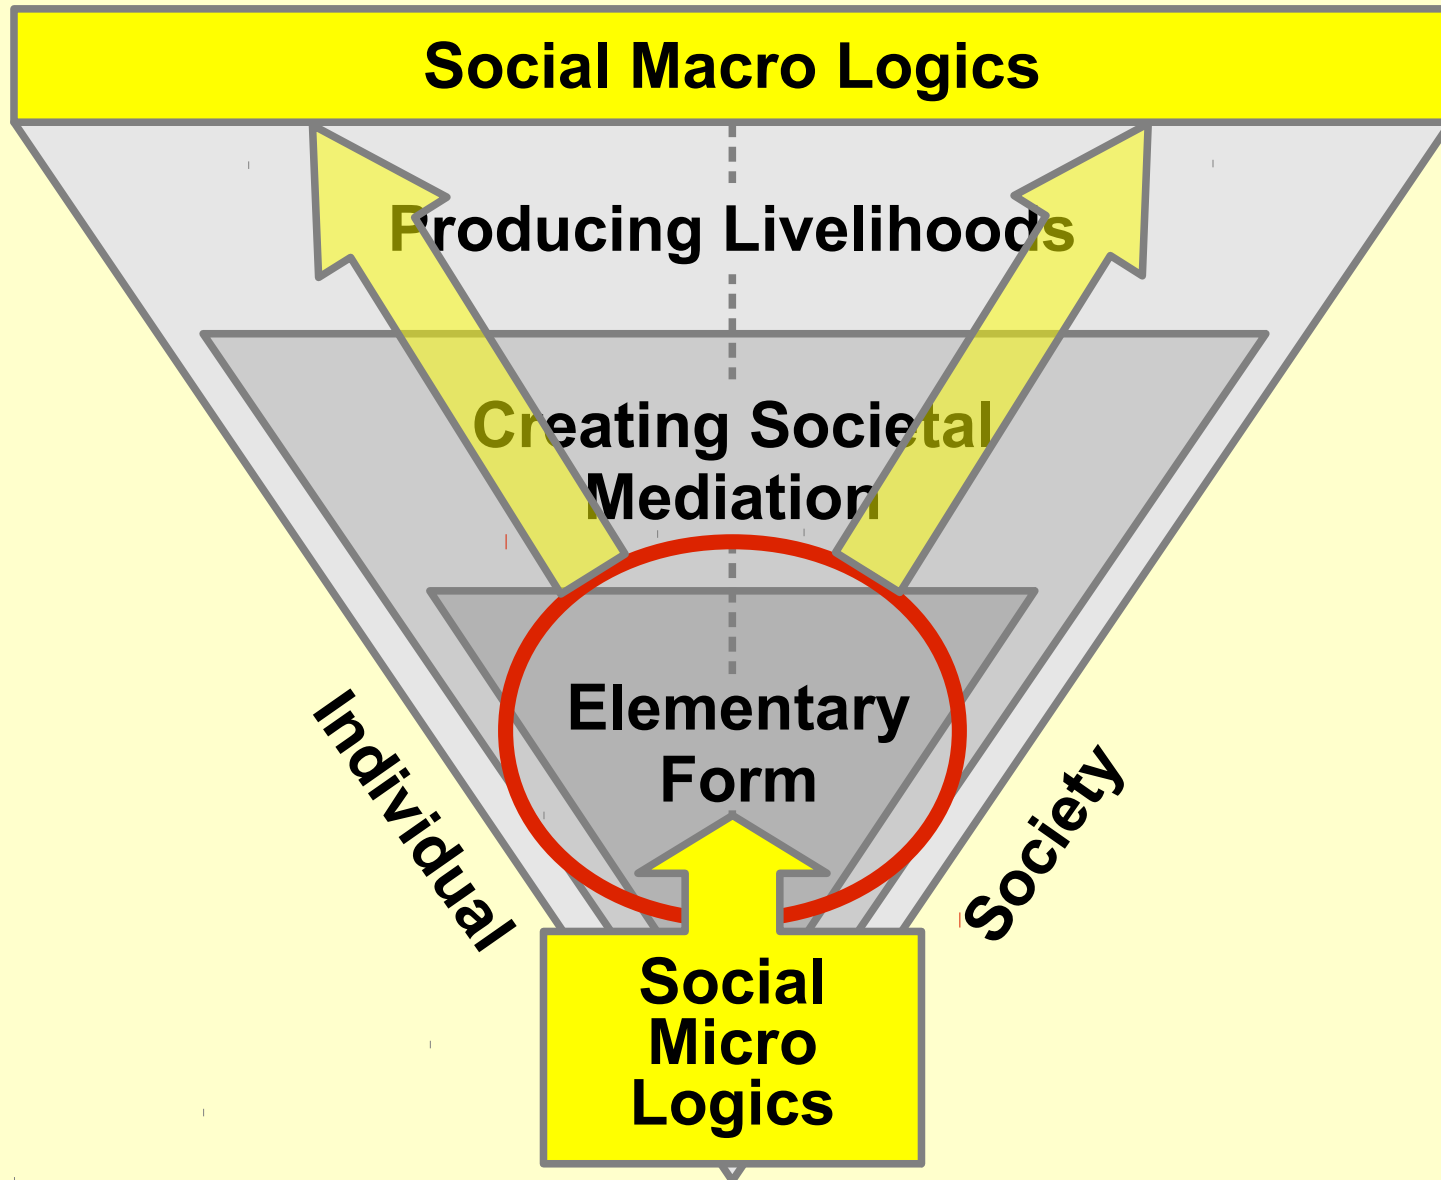 Social Macro Logics
Producing Livelihoods
Creating Societal
Mediation
Elementary
Form
Individual
Society
Social
Micro
Logics